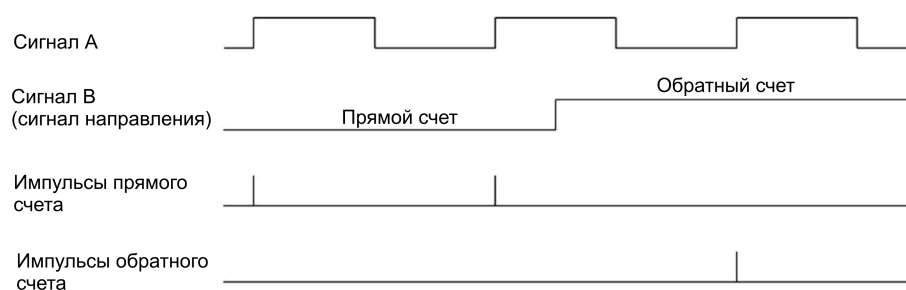 Сигнал A
Сигнал B
(сигнал направления)
Прямой счет
Обратный счет
Импульсы прямого
счета
Импульсы обратного
счета